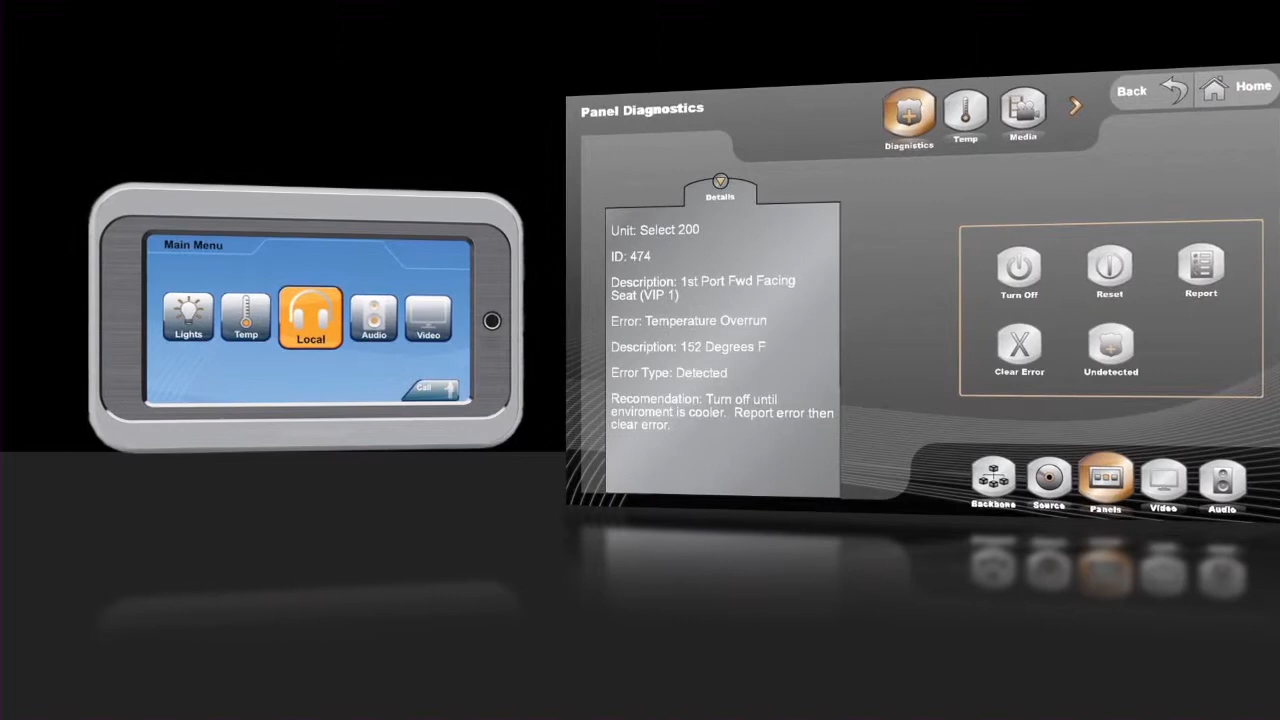 Main Menu
Lights
Temp
Local
Audio
Video
Call
Panel Diagnostics
Diagnostics
Temp
Media
Back
Home
Details
Unit: Select 200
ID: 474
Description: 1st Port Fwd Facing
Seat (VIP 1)
Error: Temperature Overrun
Description: 152 Degrees F
Error Type: Detected
Recomendation: Turn off until
enviroment is cooler. Report error then
clear error.
Turn Off
Reset
Report
Clear Error
Undetected
Backbone
Source
Panels
Video
Audio